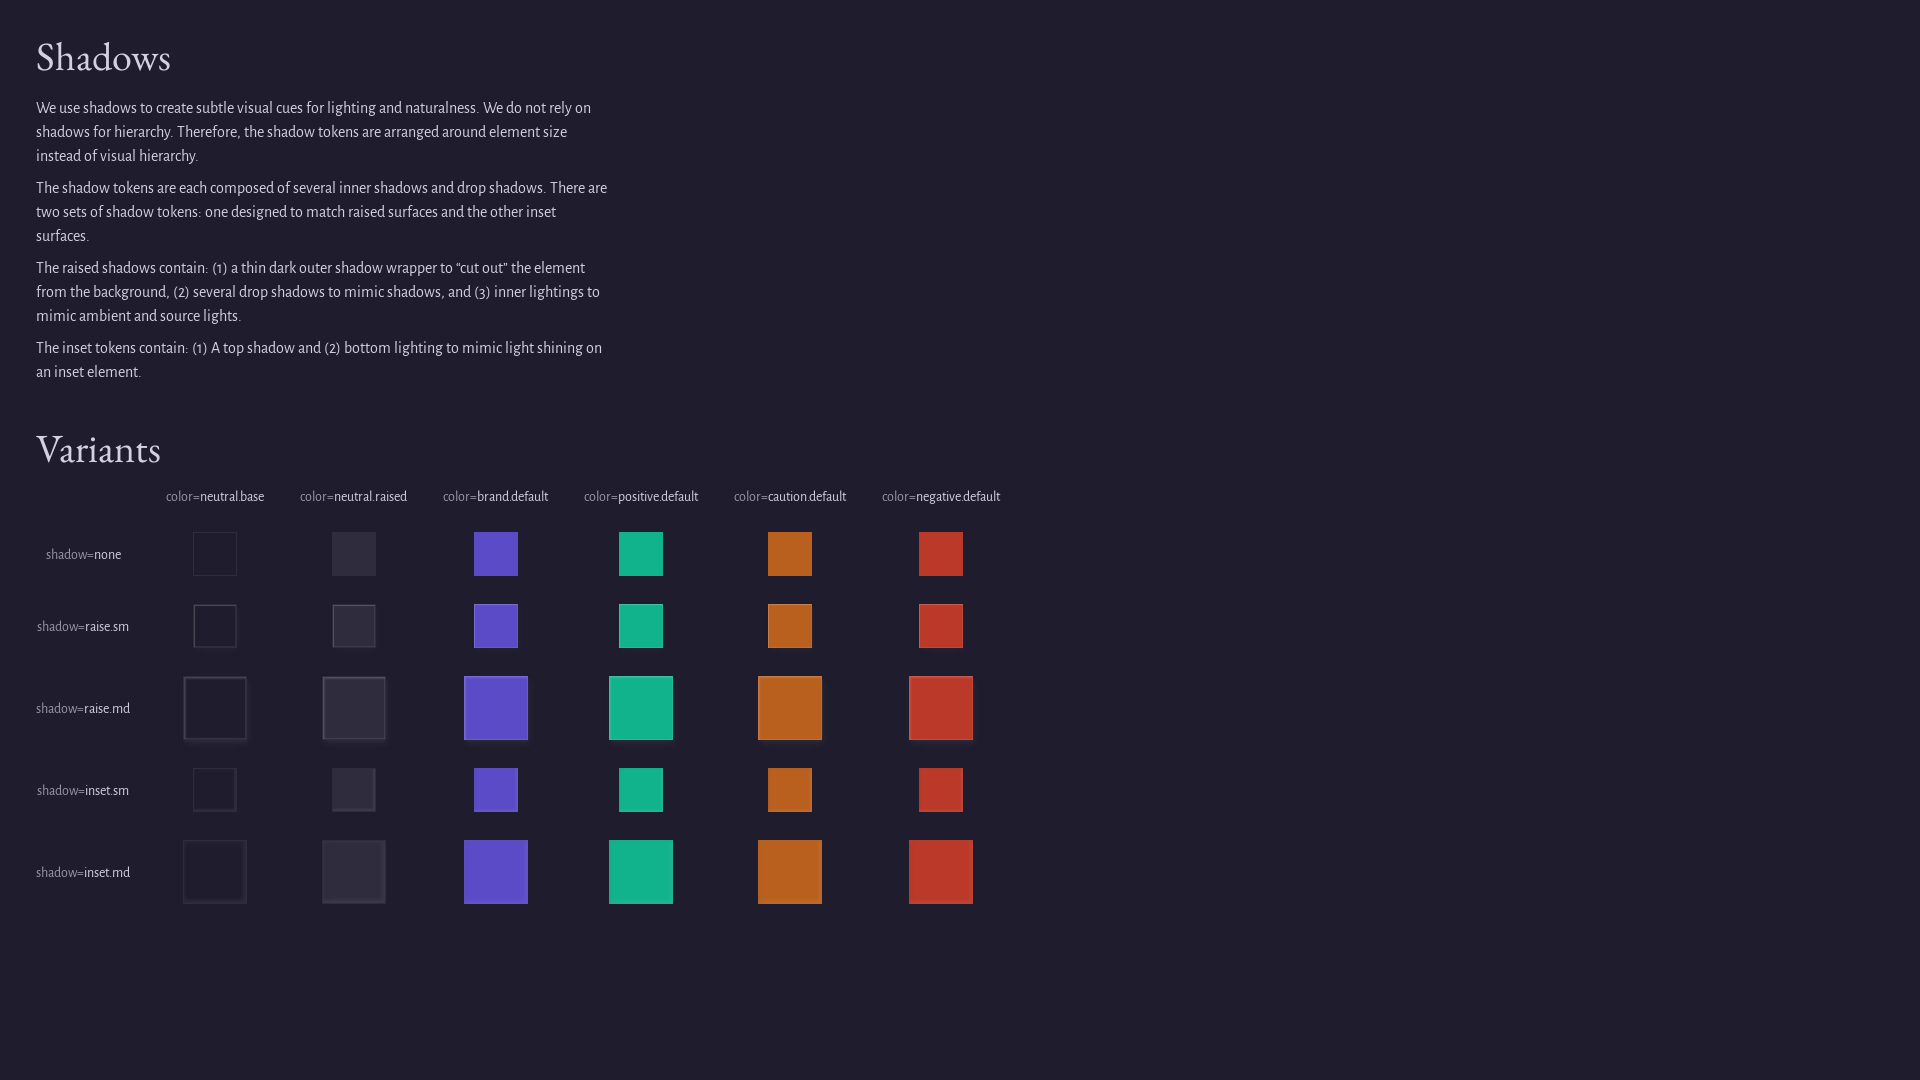 Shadows
We use shadows to create subtle visual cues for lighting and naturalness. We do not rely on
shadows for hierarchy. Therefore, the shadow tokens are arranged around element size
instead of visual hierarchy.
The shadow tokens are each composed of several inner shadows and drop shadows. There are
two sets of shadow tokens: one designed to match raised surfaces and the other inset
surfaces.
The raised shadows contain: (1) a thin dark outer shadow wrapper to “cut out” the element
from the background, (2) several drop shadows to mimic shadows, and (3) inner lightings to
mimic ambient and source lights.
The inset tokens contain: (1) A top shadow and (2) bottom lighting to mimic light shining on
an inset element.
Variants
color=neutral.base color=neutral.raised color=brand.default color=positive.default color=caution.default color=negative.default
shadow=none
shadow=raise.sm
shadow=raise.md
shadow=inset.sm
shadow=inset.md